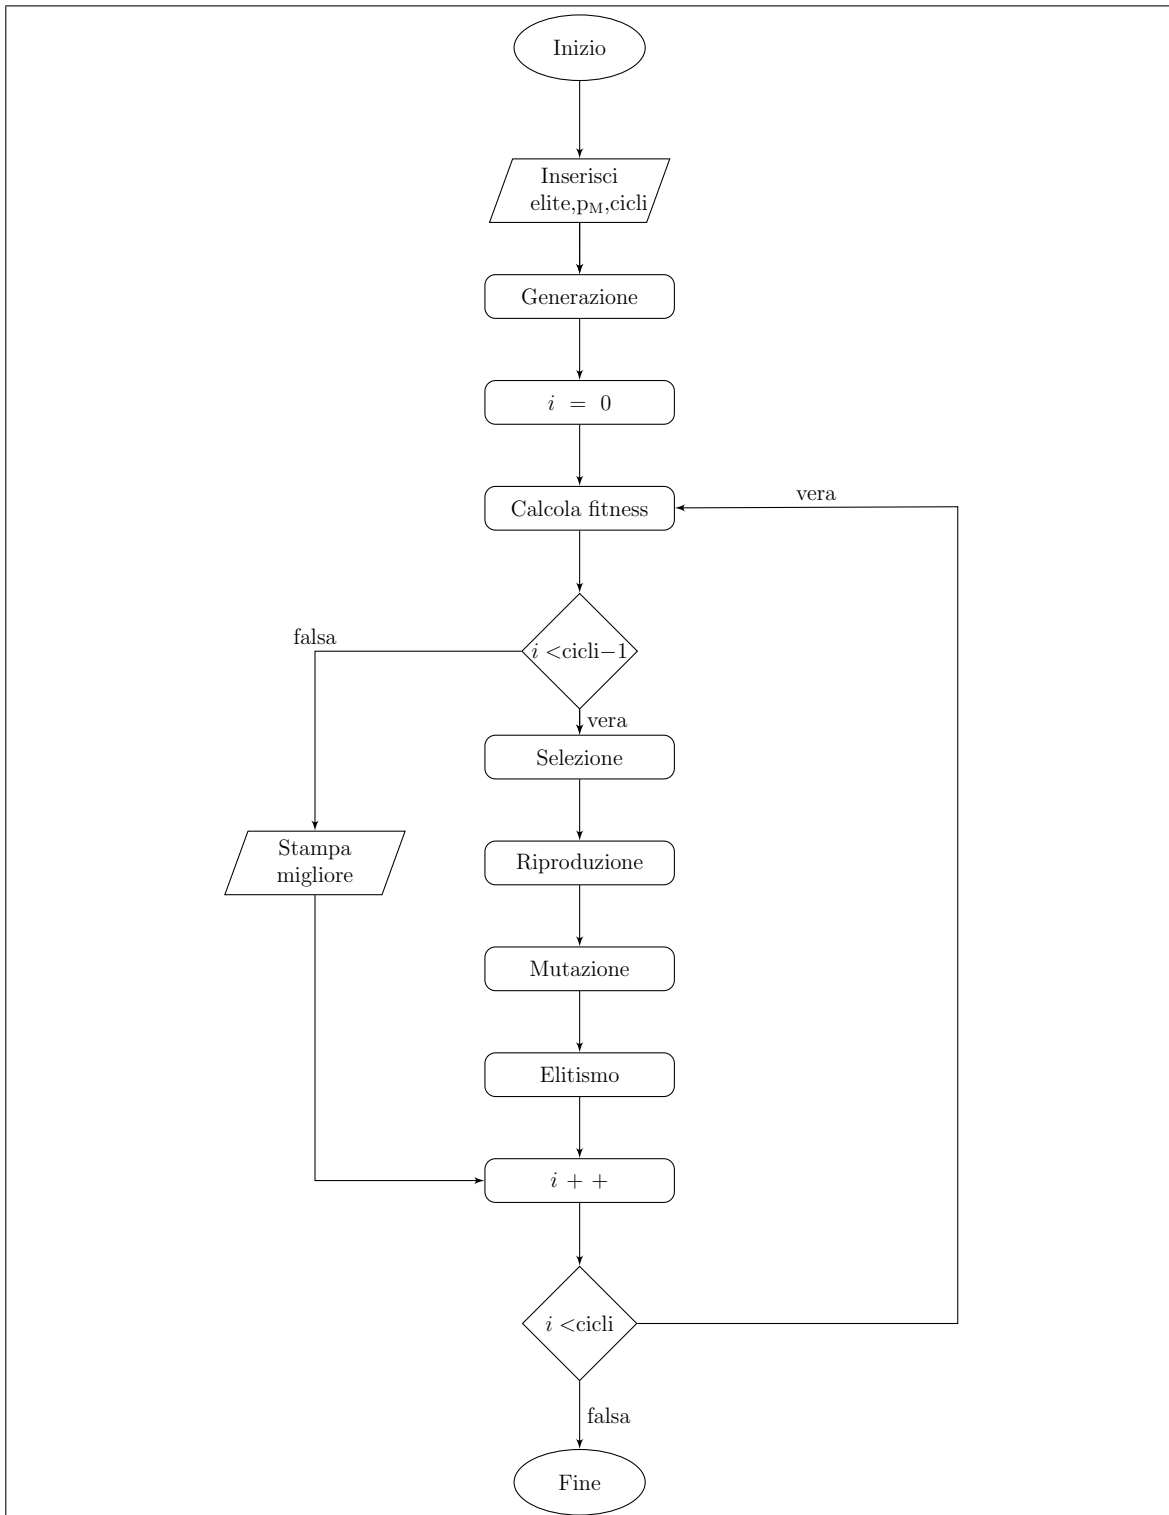 Inizio
Inserisci
elite,p_M,cicli
Generazione
i = 0
Calcola fitness
vera
i <cicli−1
falsa
vera
Selezione
Riproduzione
Stampa
migliore
Mutazione
Elitismo
i + +
i <cicli
falsa
Fine